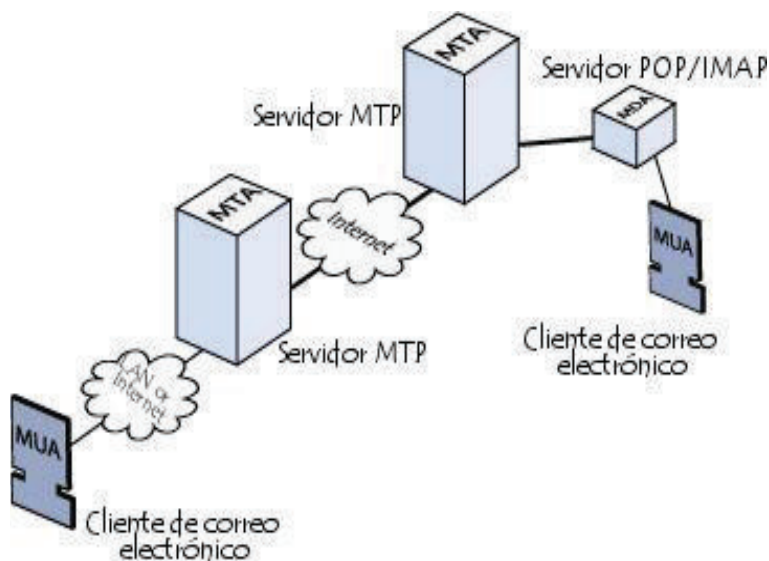 MTA
Servidor POP/IMAP
Servidor MTP
MDA
MTA
Internet
MUA
Servidor MTP
Cliente de correo
electrónico
LAN or
Internet
MUA
Cliente de correo
electrónico